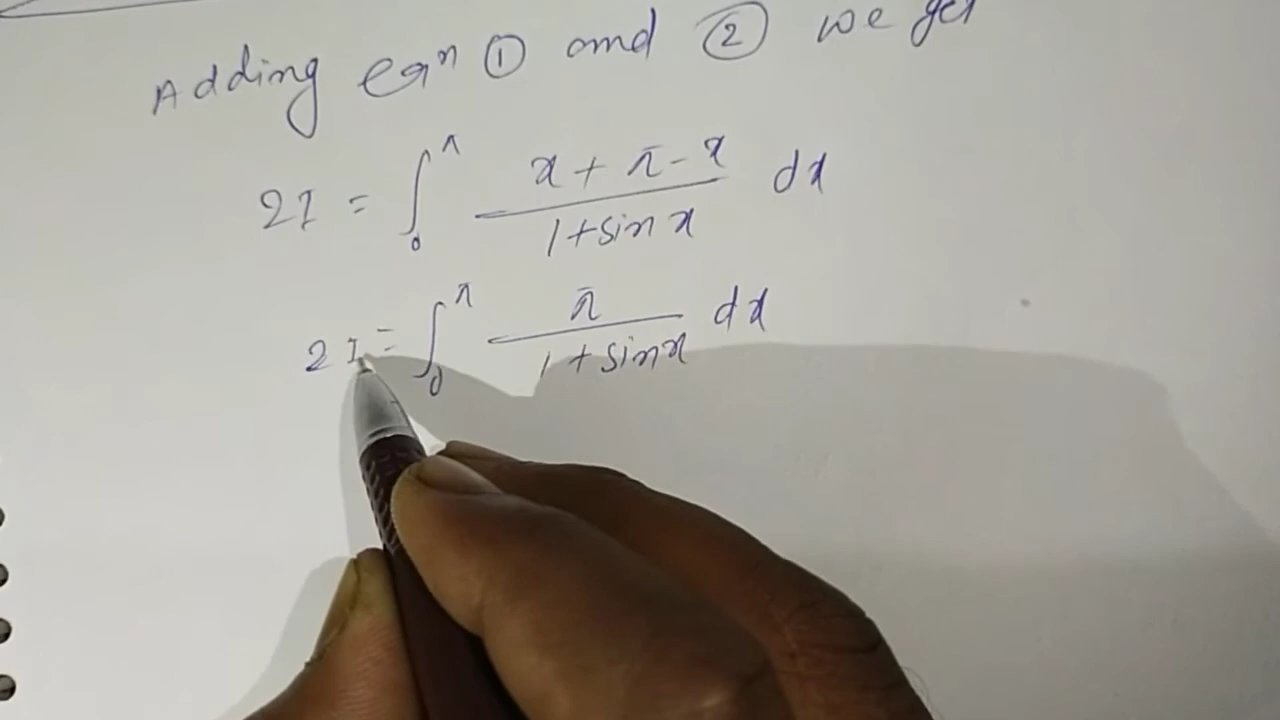 Adding eqn ① and ② we get
2I = ∫₀^π (x + π - x)/(1 + sin x) dx
2I = ∫₀^π π/(1 + sin x) dx